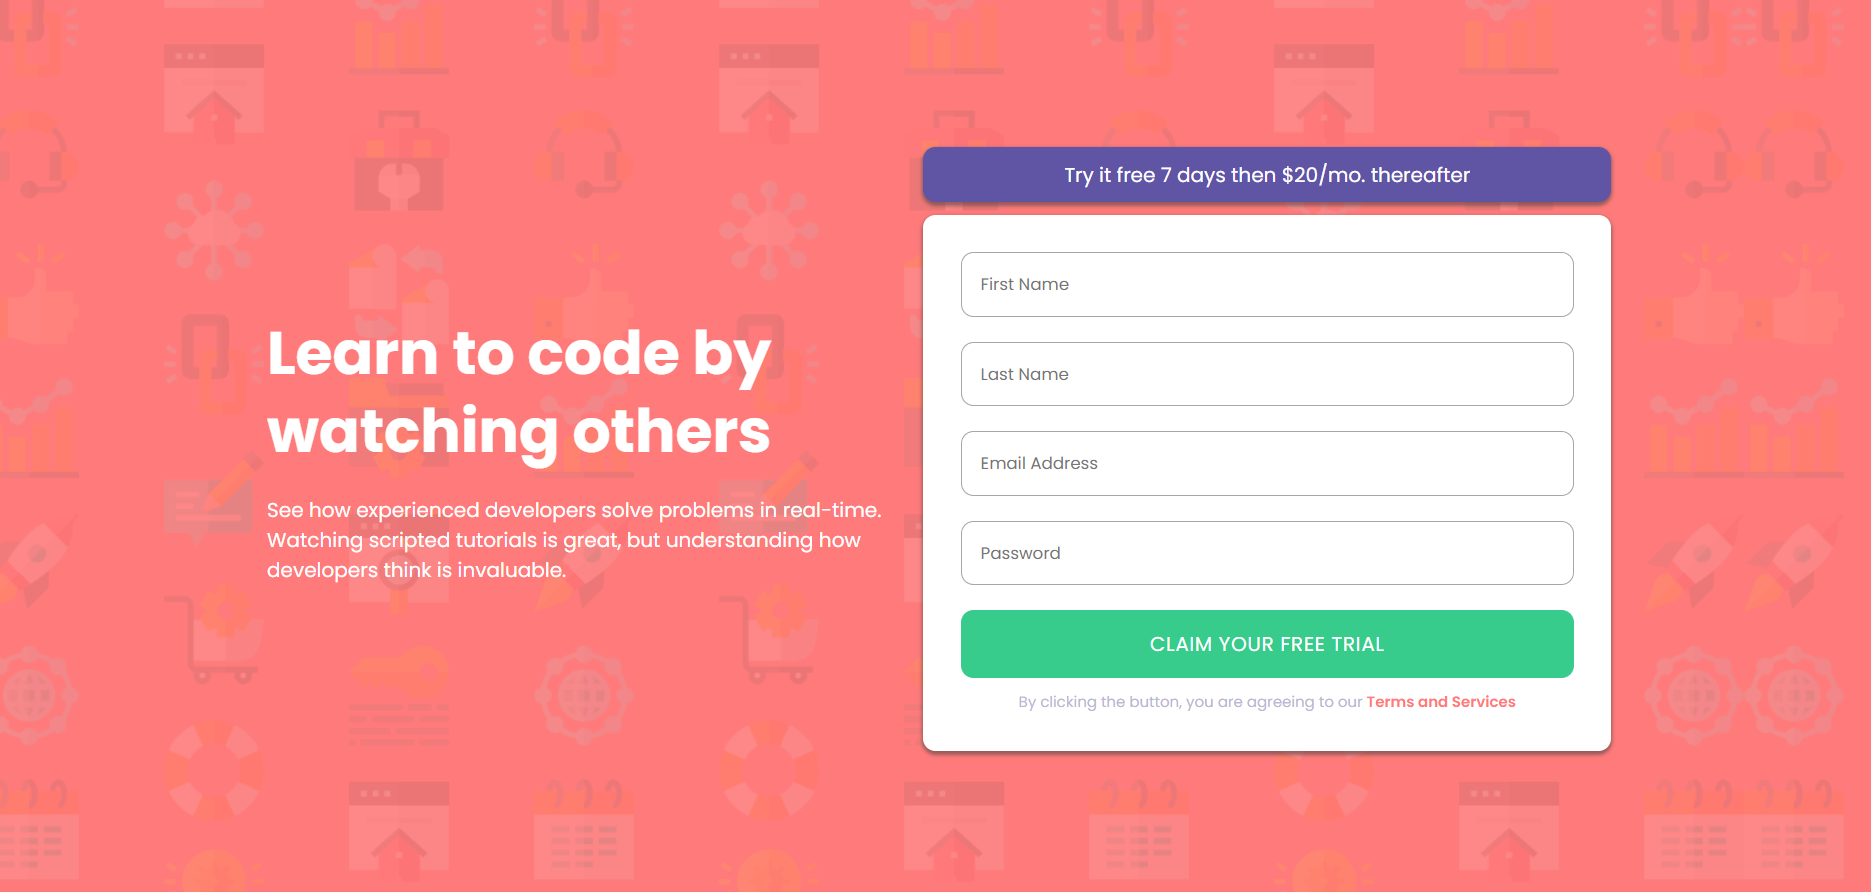 Learn to code by
watching others
See how experienced developers solve problems in real-time.
Watching scripted tutorials is great, but understanding how
developers think is invaluable.
Try it free 7 days then $20/mo. thereafter
First Name
Last Name
Email Address
Password
CLAIM YOUR FREE TRIAL
By clicking the button, you are agreeing to our Terms and Services